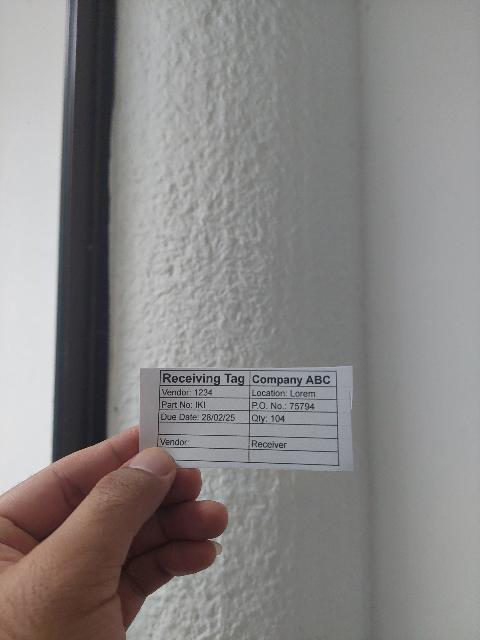 Receiving Tag Company ABC
Vendor: 1234 Location: Lorem
Part No: IKI P.O. No.: 75794
Due Date: 28/02/25 Qty: 104
Vendor: Receiver